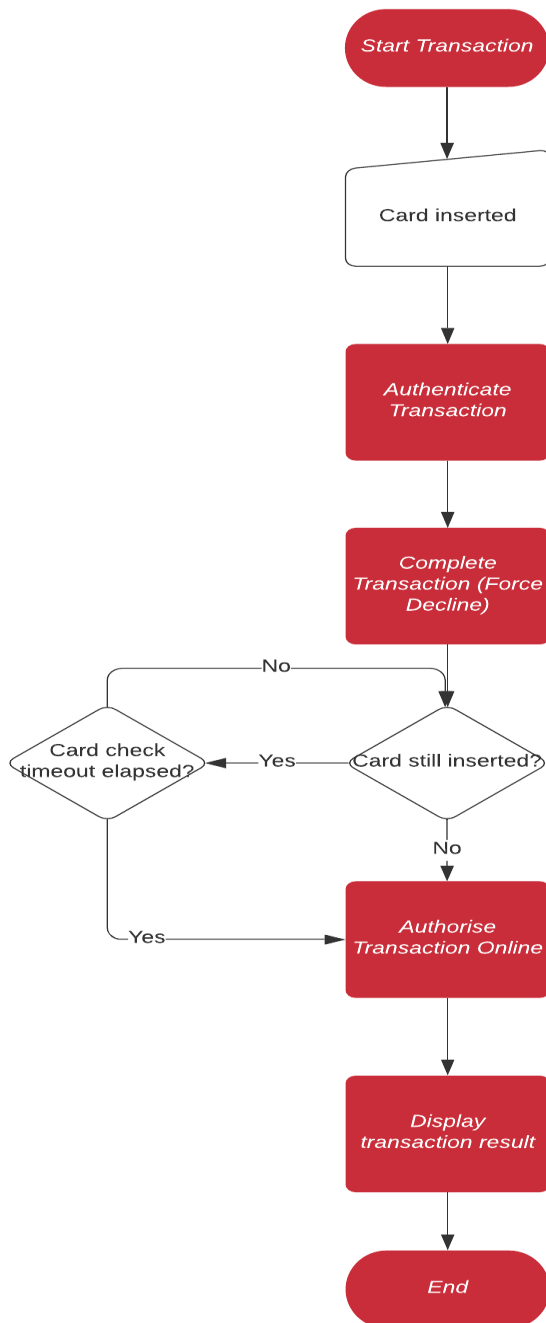 Start Transaction
Card inserted
Authenticate
Transaction
Complete
Transaction (Force
Decline)
No
Card check
timeout elapsed?
Yes
Card still inserted?
No
Yes
Authorise
Transaction Online
Display
transaction result
End